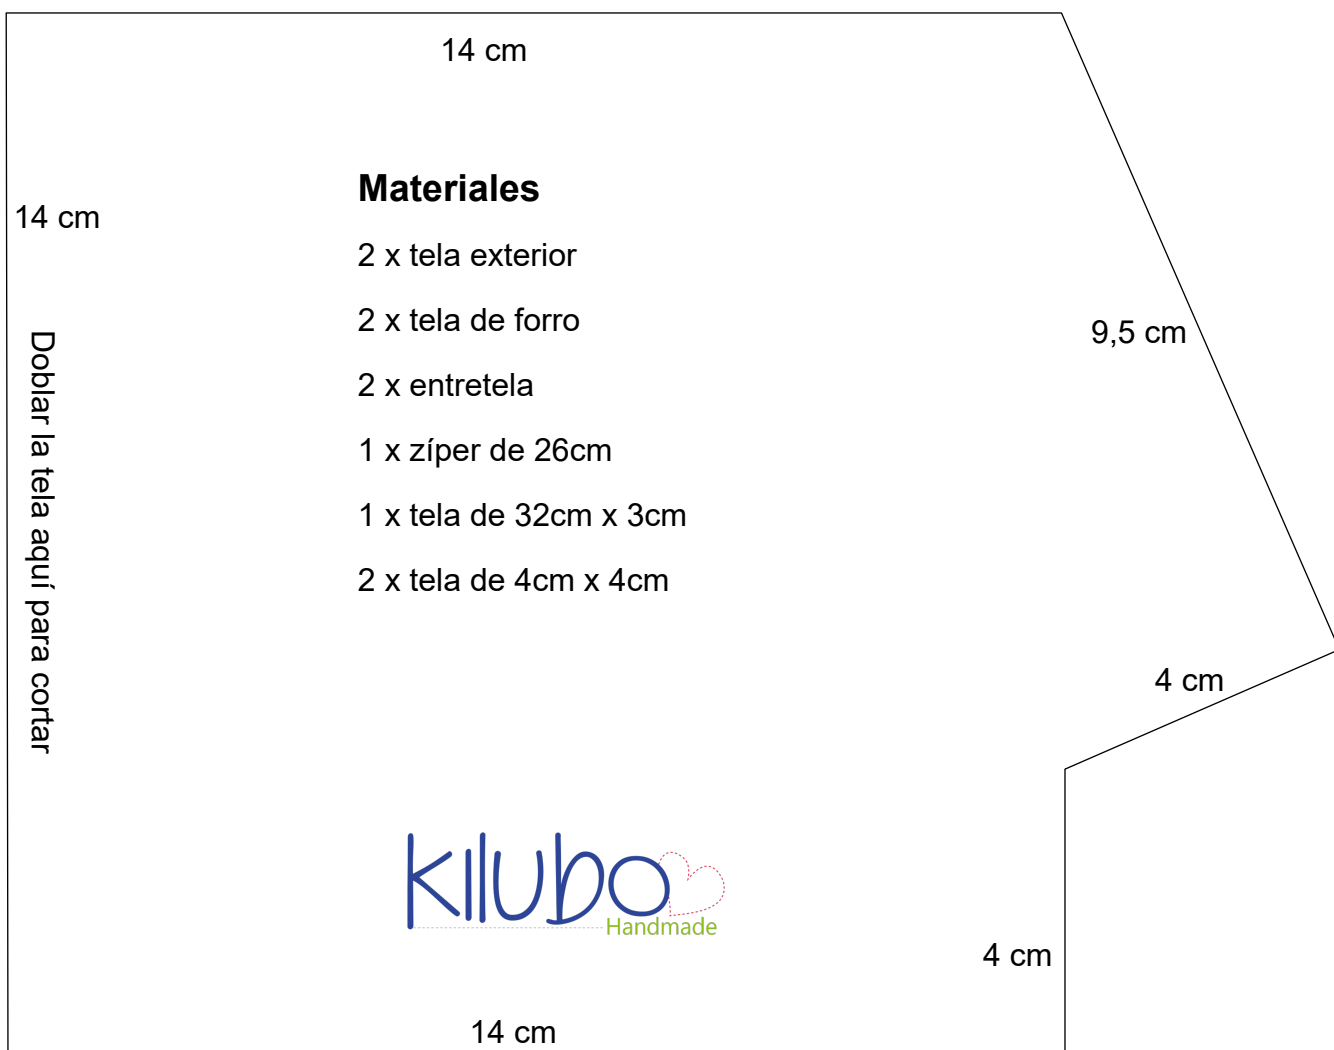 14 cm
Materiales
14 cm
2 x tela exterior
2 x tela de forro
9,5 cm
2 x entretela
1 x zíper de 26cm
1 x tela de 32cm x 3cm
2 x tela de 4cm x 4cm
Doblar la tela aquí para cortar
4 cm
kilubo
Handmade
4 cm
14 cm